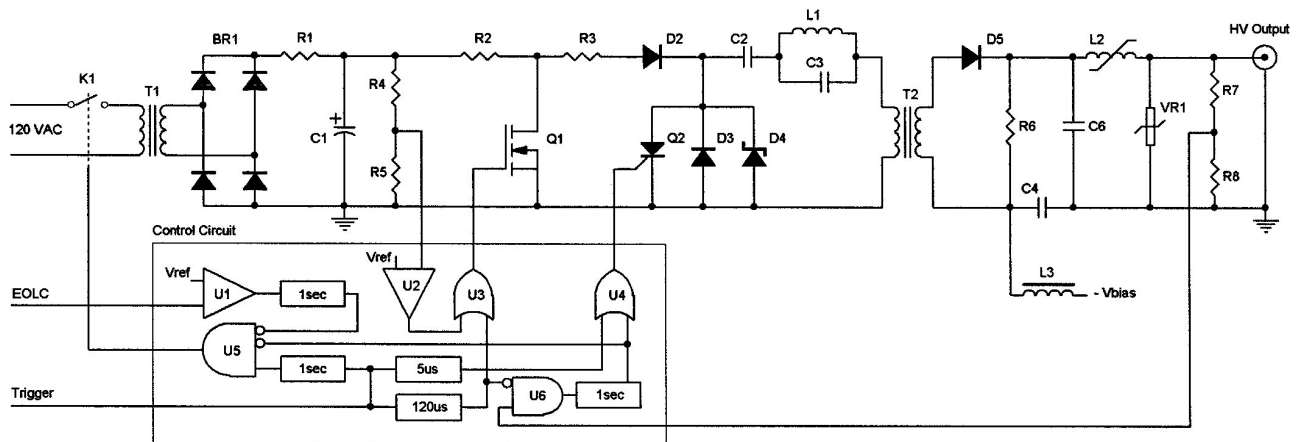 HV Output
BR1
R1
R2
R3
D2
C2
L1
C3
D5
L2
K1
T1
120 VAC
C1
R4
R5
Q1
Q2
D3
D4
T2
R6
C6
VR1
R7
R8
C4
L3
- Vbias
Control Circuit
Vref
U1
1sec
Vref
U2
U3
U4
EOLC
U5
1sec
5us
120us
U6
1sec
Trigger
+